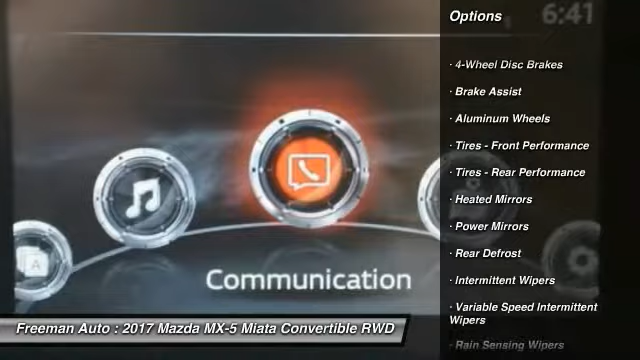 Options
6:41
· 4-Wheel Disc Brakes
· Brake Assist
· Aluminum Wheels
· Tires - Front Performance
· Tires - Rear Performance
· Heated Mirrors
· Power Mirrors
· Rear Defrost
· Intermittent Wipers
· Variable Speed Intermittent
Wipers
· Rain Sensing Wipers
A
Communication
Freeman Auto : 2017 Mazda MX-5 Miata Convertible RWD